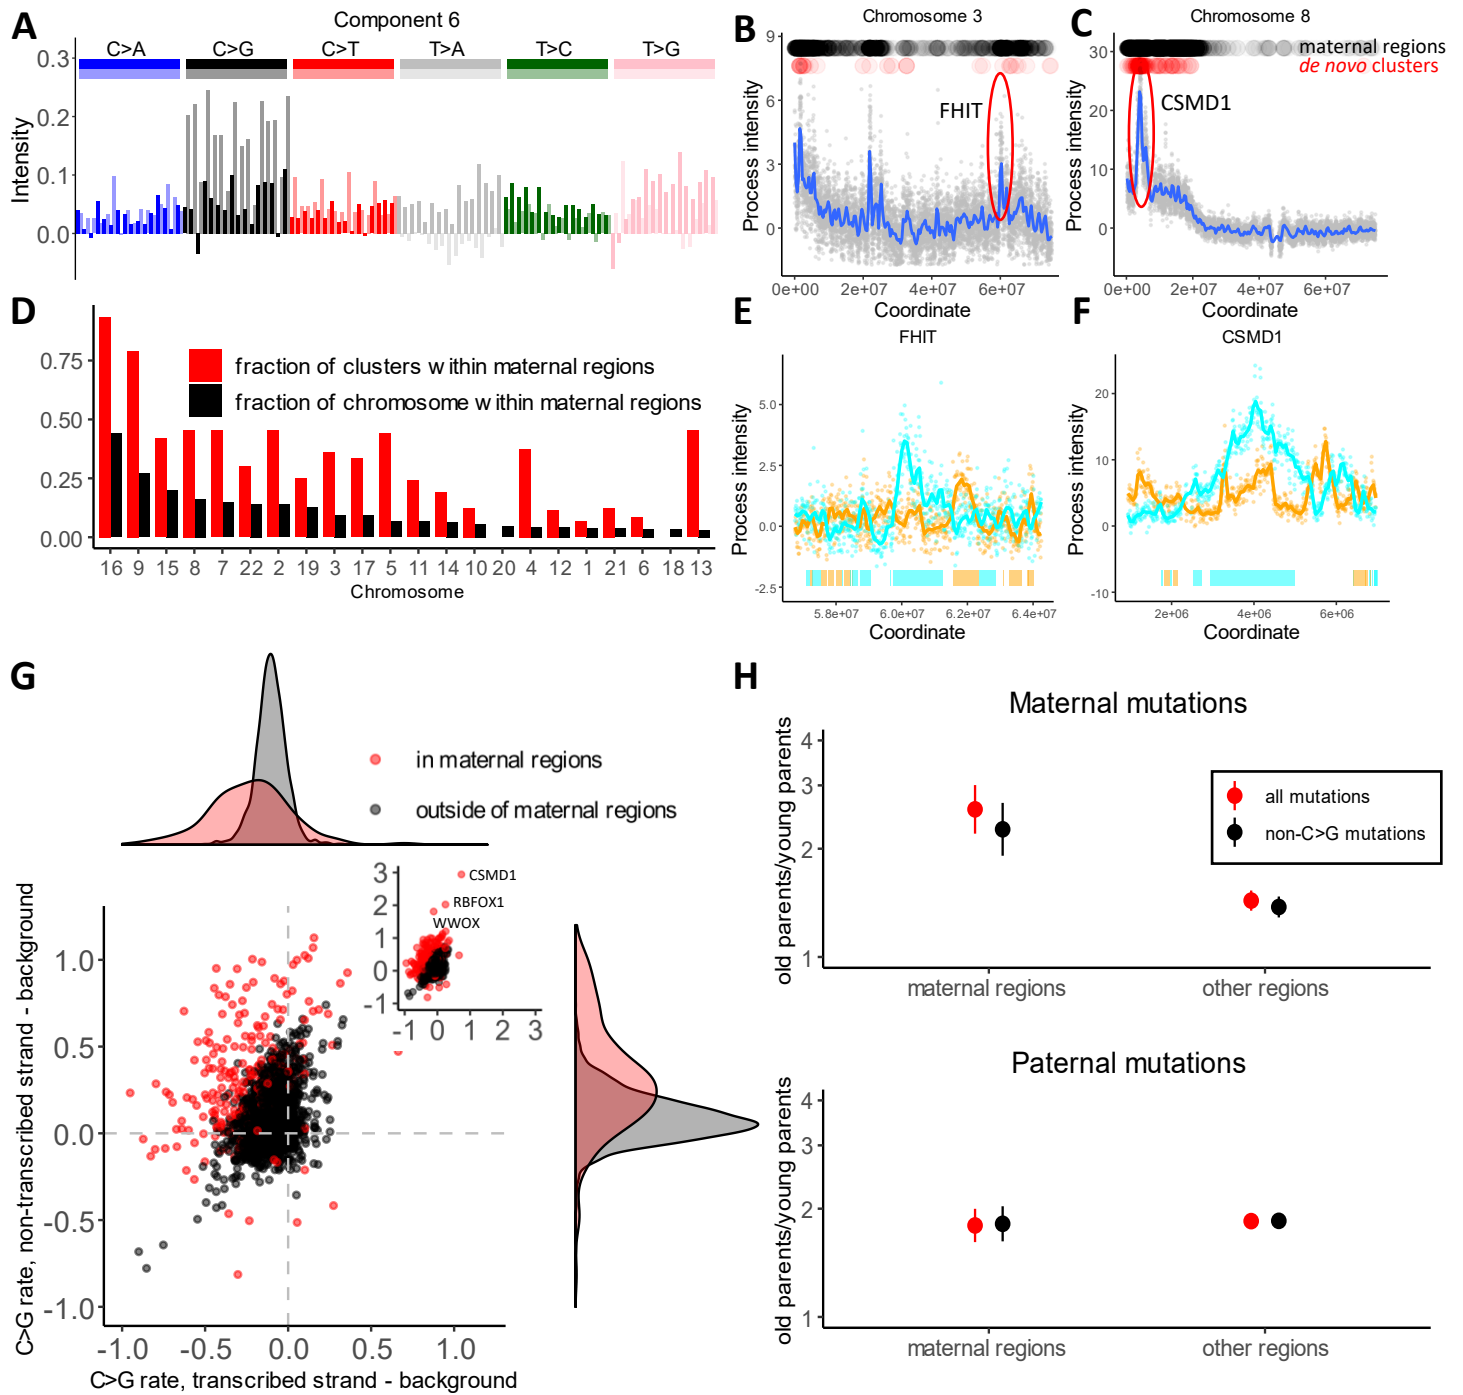 A
Component 6
C>A
C>G
C>T
T>A
T>C
T>G
0.3
0.2
0.1
0.0
Intensity
B
Chromosome 3
9
6
3
0
Process intensity
FHIT
0e+00
2e+07
4e+07
6e+07
Coordinate
C
Chromosome 8
30
20
10
0
Process intensity
maternal regions
de novo clusters
CSMD1
0e+00
2e+07
4e+07
6e+07
Coordinate
D
0.75
0.50
0.25
0.00
fraction of clusters within maternal regions
fraction of chromosome within maternal regions
16 9 15 8 7 22 2 19 3 17 5 11 14 10 20 4 12 1 21 6 18 13
Chromosome
E
FHIT
5.0
2.5
0.0
-2.5
Process intensity
5.8e+07
6.0e+07
6.2e+07
6.4e+07
Coordinate
F
CSMD1
20
10
0
-10
Process intensity
2e+06
4e+06
6e+06
Coordinate
G
in maternal regions
outside of maternal regions
3
2
1
0
-1
CSMD1
RBFOX1
WWOX
-1 0 1 2 3
1.0
0.5
0.0
-0.5
-1.0
C>G rate, non-transcribed strand - background
-1.0
-0.5
0.0
0.5
1.0
C>G rate, transcribed strand - background
H
Maternal mutations
4
3
2
1
old parents/young parents
all mutations
non-C>G mutations
maternal regions
other regions
Paternal mutations
4
3
2
1
old parents/young parents
maternal regions
other regions